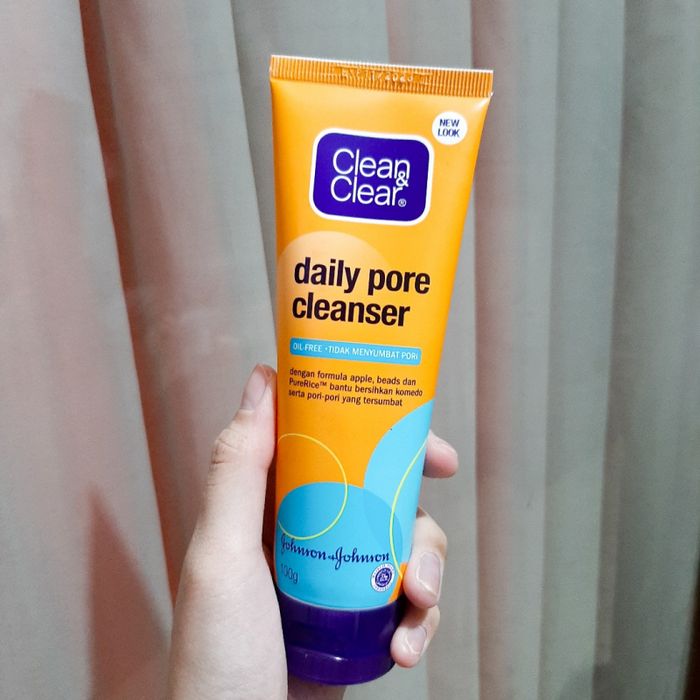 NEW
LOOK
Clean
&
Clear®
daily pore
cleanser
OIL-FREE • TIDAK MENYUMBAT PORI
dengan formula apple, beads dan
PureRice™ bantu bersihkan komedo
serta pori-pori yang tersumbat
Johnson+Johnson
100g